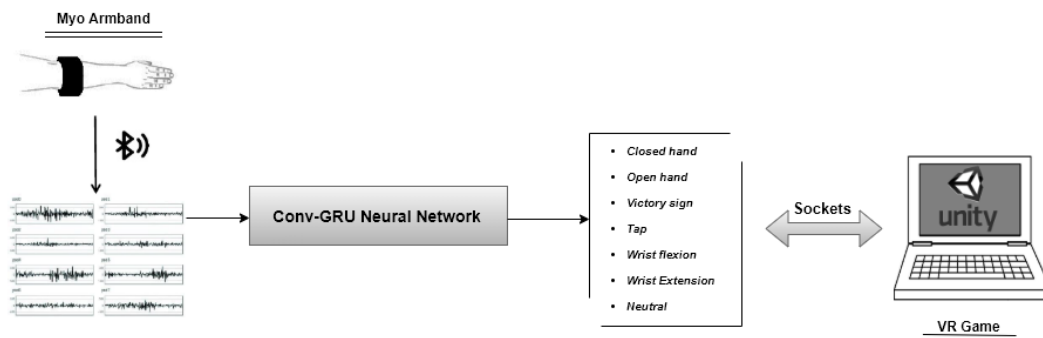 Myo Armband
Conv-GRU Neural Network
Closed hand
Open hand
Victory sign
Tap
Wrist flexion
Wrist Extension
Neutral
Sockets
unity
VR Game